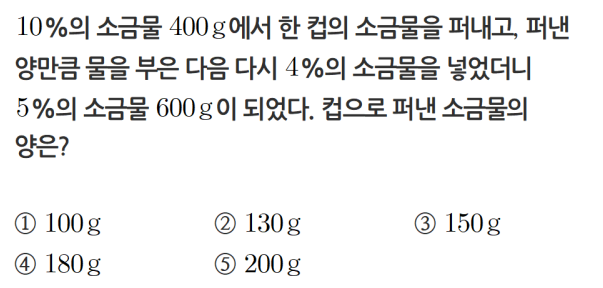 10%의 소금물 400g에서 한 컵의 소금물을 퍼내고, 퍼낸
양만큼 물을 부은 다음 다시 4%의 소금물을 넣었더니
5%의 소금물 600g이 되었다. 컵으로 퍼낸 소금물의
양은?
① 100g ② 130g ③ 150g
④ 180g ⑤ 200g